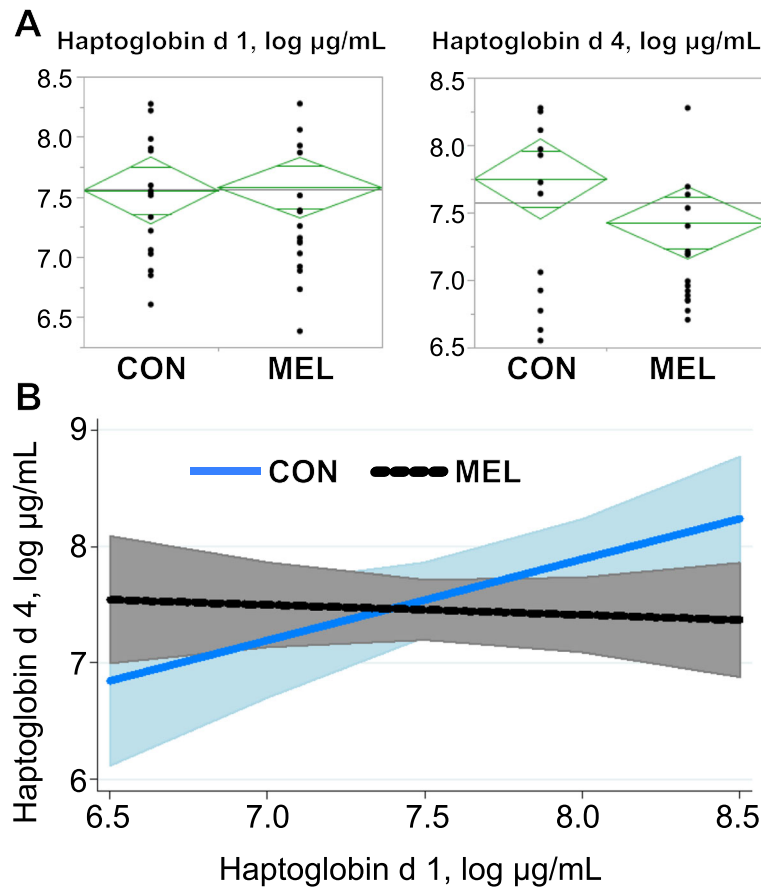 A
Haptoglobin d 1, log µg/mL
8.5
8.0
7.5
7.0
6.5
CON MEL
Haptoglobin d 4, log µg/mL
8.5
8.0
7.5
7.0
6.5
CON MEL
B
Haptoglobin d 4, log µg/mL
9
8
7
6
CON MEL
6.5 7.0 7.5 8.0 8.5
Haptoglobin d 1, log µg/mL